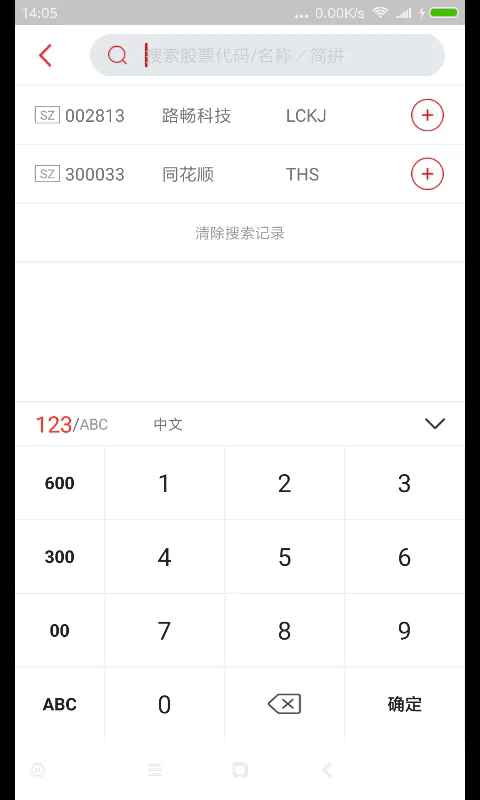 14:05 ... 0.00K/s
搜索股票代码/名称／简拼
SZ 002813 路畅科技 LCKJ
SZ 300033 同花顺 THS
清除搜索记录
123/ABC 中文
600 1 2 3
300 4 5 6
00 7 8 9
ABC 0 确定